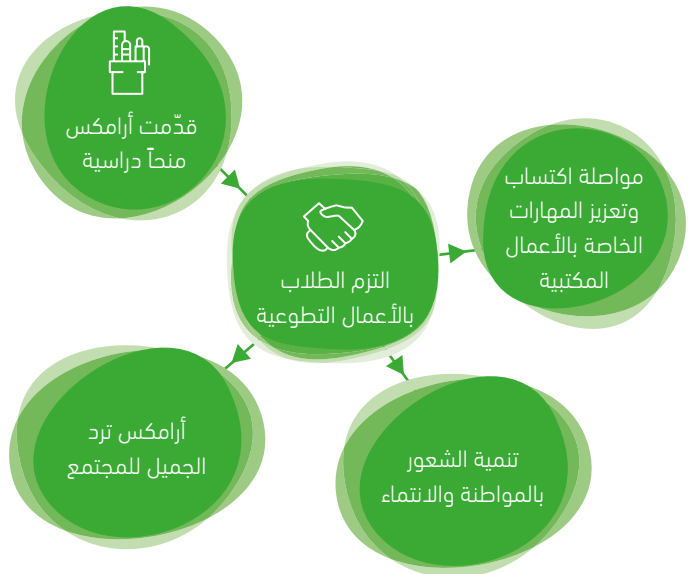 قدّمت أرامكس
منحاً دراسية
مواصلة اكتساب
وتعزيز المهارات
الخاصة بالأعمال
المكتبية
التزم الطلاب
بالأعمال التطوعية
أرامكس ترد
الجميل للمجتمع
تنمية الشعور
بالمواطنة والانتماء